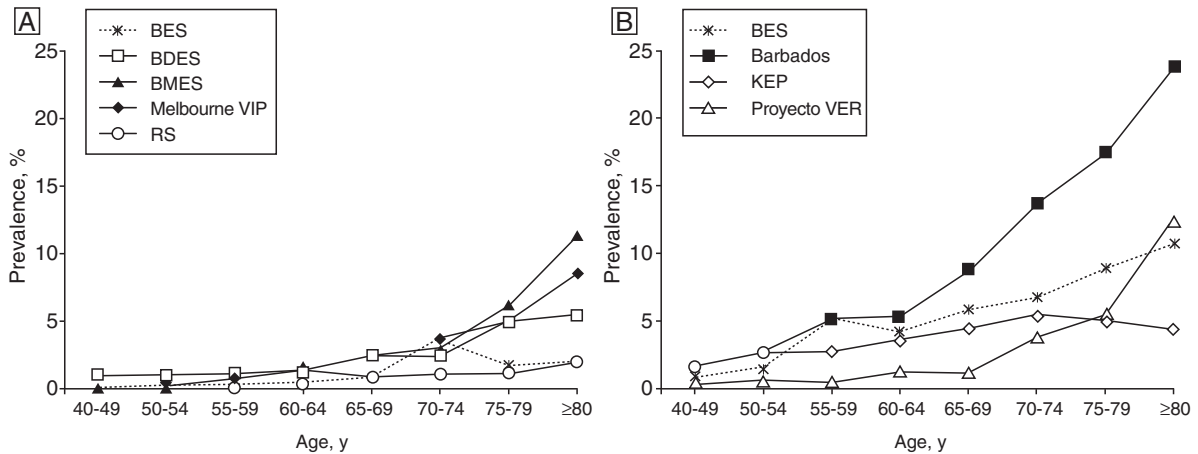 A
BES
BDES
BMES
Melbourne VIP
RS
Prevalence, %
25
20
15
10
5
0
40-49 50-54 55-59 60-64 65-69 70-74 75-79 ≥80
Age, y
B
BES
Barbados
KEP
Proyecto VER
Prevalence, %
25
20
15
10
5
0
40-49 50-54 55-59 60-64 65-69 70-74 75-79 ≥80
Age, y